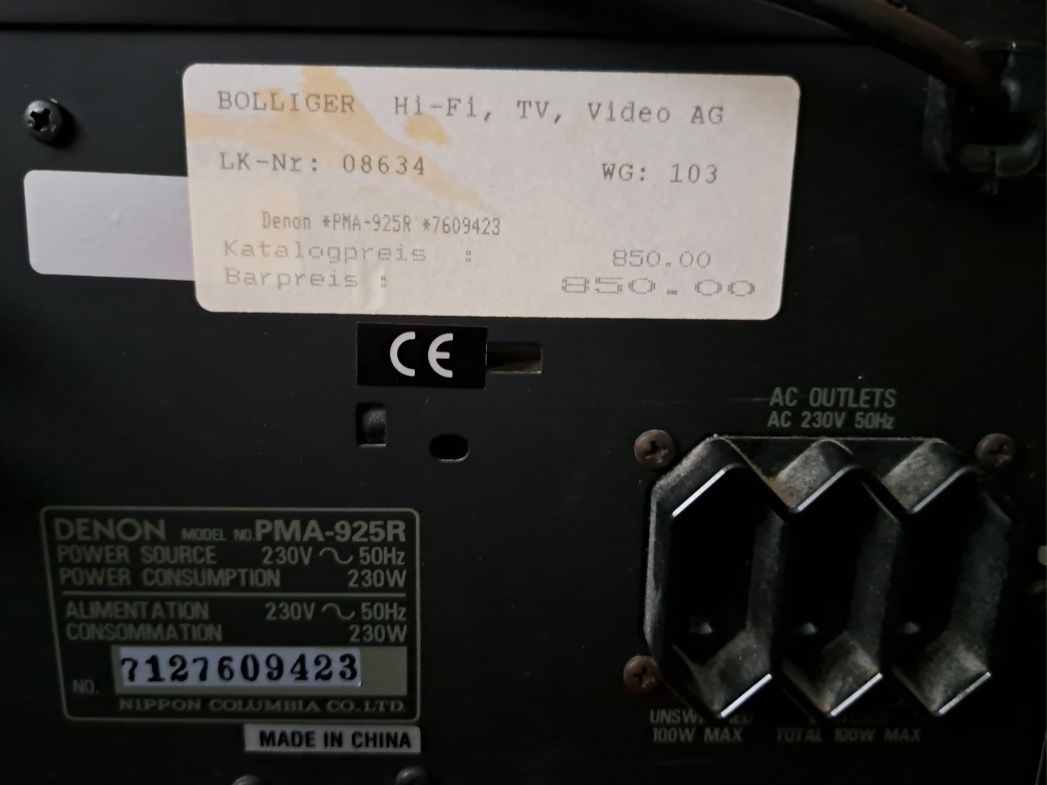 BOLLIGER Hi-Fi, TV, Video AG
LK-Nr: 08634 WG: 103
Denon *PMA-925R *7609423
Katalogpreis : 850.00
Barpreis : 850.00
CE
AC OUTLETS
AC 230V 50Hz
DENON MODEL NO. PMA-925R
POWER SOURCE 230V ~ 50Hz
POWER CONSUMPTION 230W
ALIMENTATION 230V ~ 50Hz
CONSOMMATION 230W
NO. 7127609423
NIPPON COLUMBIA CO.,LTD.
MADE IN CHINA
100W MAX TOTAL 100W MAX